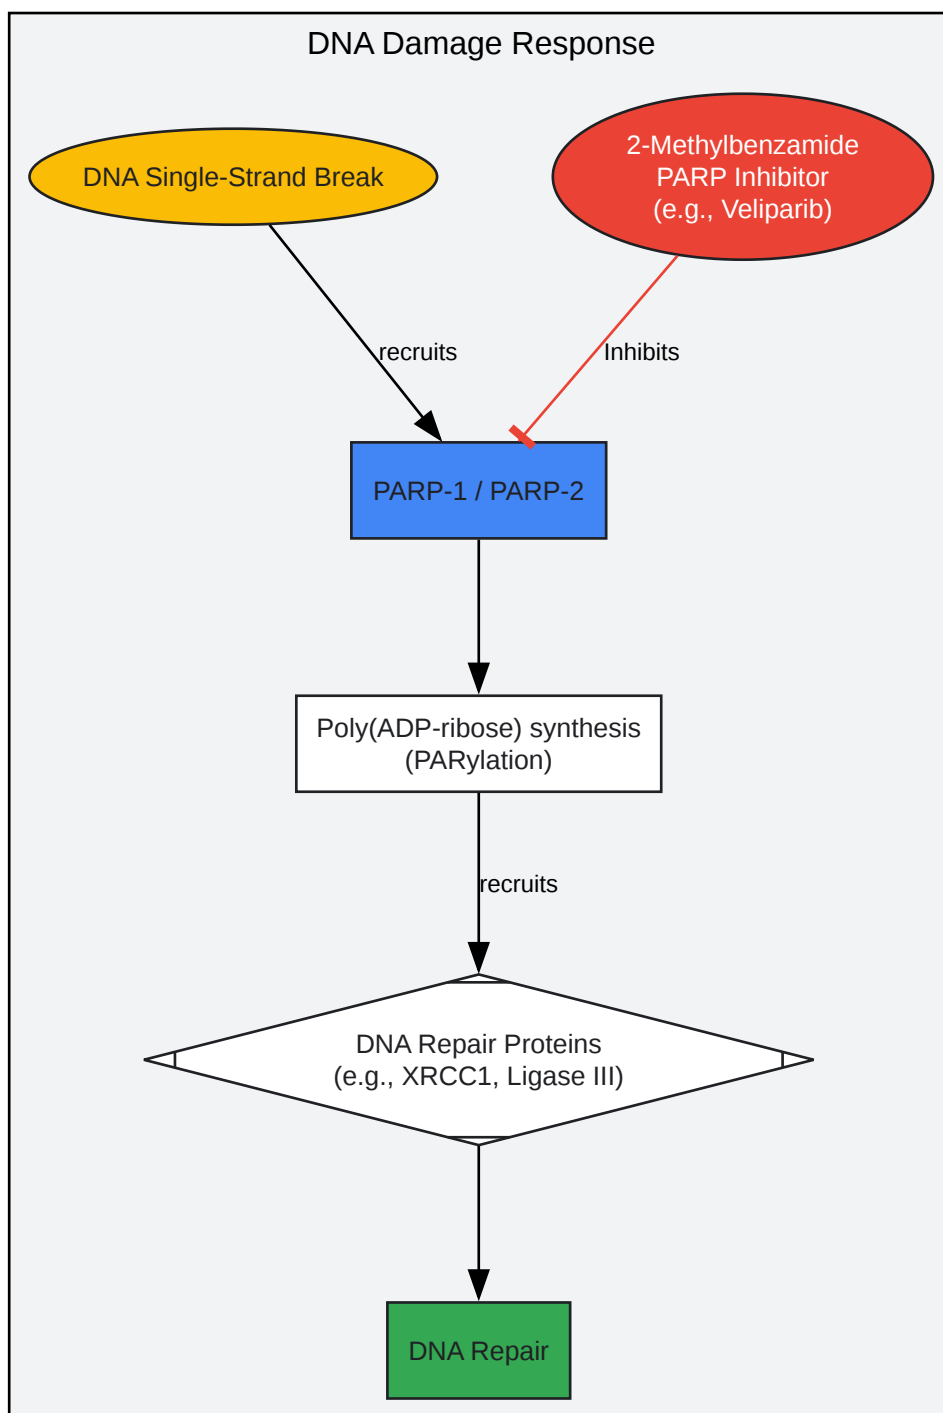 DNA Damage Response
DNA Single-Strand Break
2-Methylbenzamide
PARP Inhibitor
(e.g., Veliparib)
recruits
Inhibits
PARP-1 / PARP-2
Poly(ADP-ribose) synthesis
(PARylation)
recruits
DNA Repair Proteins
(e.g., XRCC1, Ligase III)
DNA Repair